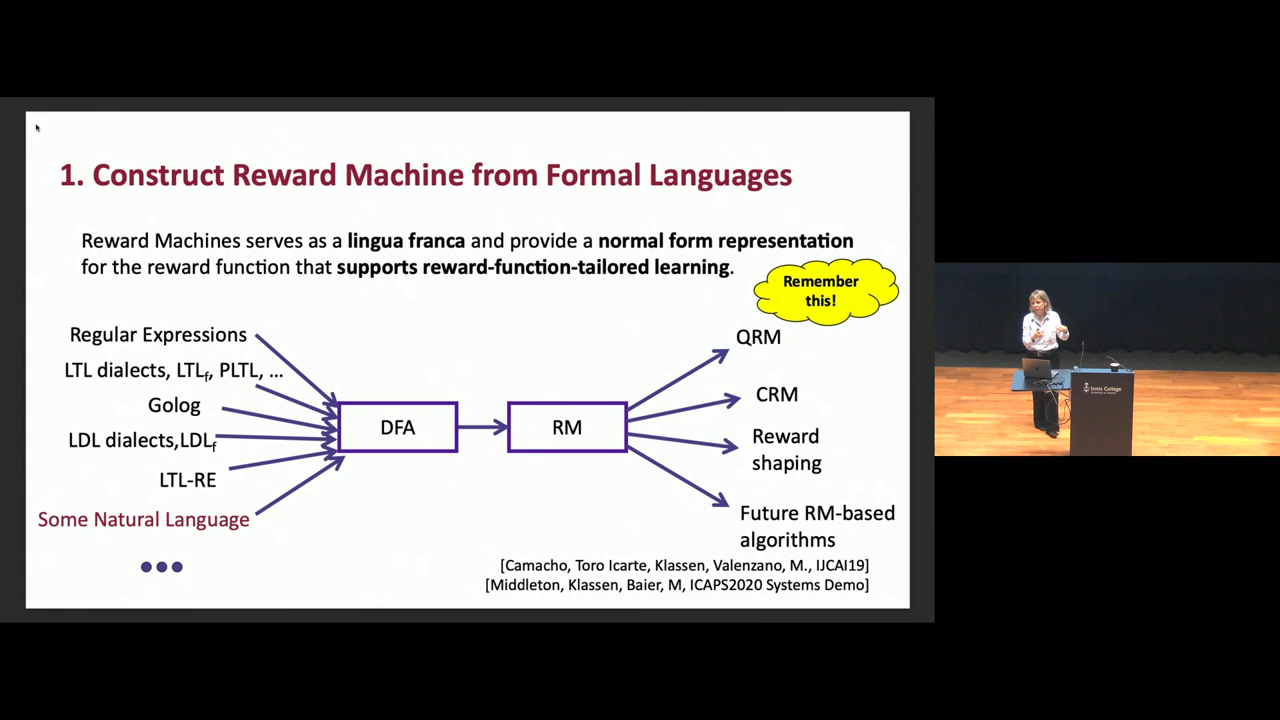 1. Construct Reward Machine from Formal Languages
Reward Machines serves as a lingua franca and provide a normal form representation
for the reward function that supports reward-function-tailored learning.
Remember
this!
Regular Expressions
LTL dialects, LTLf, PLTL, ...
Golog
LDL dialects,LDLf
LTL-RE
Some Natural Language
DFA
RM
QRM
CRM
Reward
shaping
Future RM-based
algorithms
[Camacho, Toro Icarte, Klassen, Valenzano, M., IJCAI19]
[Middleton, Klassen, Baier, M, ICAPS2020 Systems Demo]
Innis College